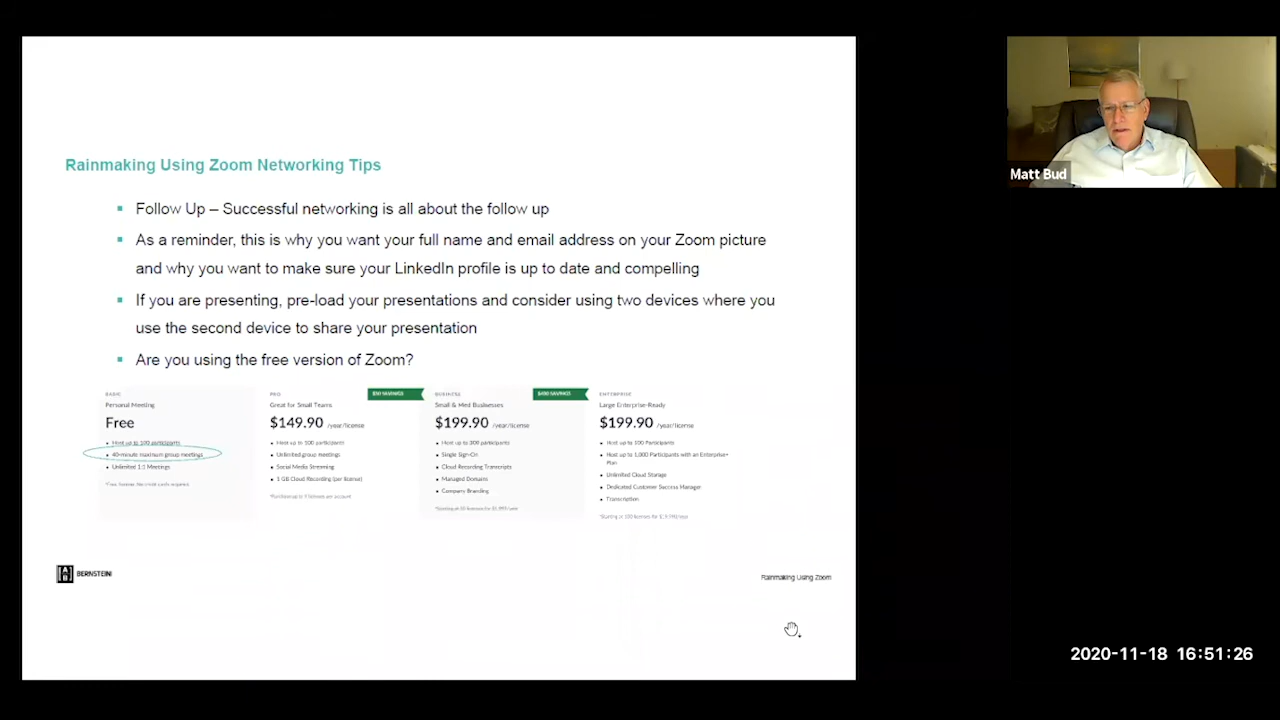 Rainmaking Using Zoom Networking Tips
Follow Up – Successful networking is all about the follow up
As a reminder, this is why you want your full name and email address on your Zoom picture
and why you want to make sure your LinkedIn profile is up to date and compelling
If you are presenting, pre-load your presentations and consider using two devices where you
use the second device to share your presentation
Are you using the free version of Zoom?
BASIC
Personal Meeting
Free
Host up to 100 participants
40-minute maximum group meetings
Unlimited 1:1 Meetings
PRO
Great for Small Teams
$149.90 /year/license
Host up to 100 participants
Unlimited group meetings
Social Media Streaming
1 GB Cloud Recording (per license)
BUSINESS
Small & Med Businesses
$199.90 /year/license
Host up to 300 participants
Single Sign-On
Cloud Recording Transcripts
Managed Domains
Company Branding
ENTERPRISE
Large Enterprise-Ready
$199.90 /year/license
Host up to 100 Participants
Host up to 1,000 Participants with an Enterprise+
Plan
Unlimited Cloud Storage
Dedicated Customer Success Manager
Transcription
AB BERNSTEIN
Rainmaking Using Zoom
Matt Bud
2020-11-18 16:51:26